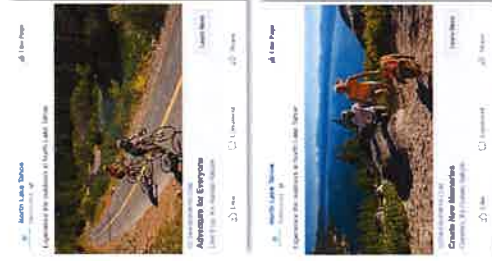 North Lake Tahoe
Like Page
Experience the outdoors in North Lake Tahoe
Adventure for Everyone
Learn More
Like
Comment
Share
North Lake Tahoe
Like Page
Experience the outdoors in North Lake Tahoe
Create New Memories
Learn More
Like
Comment
Share